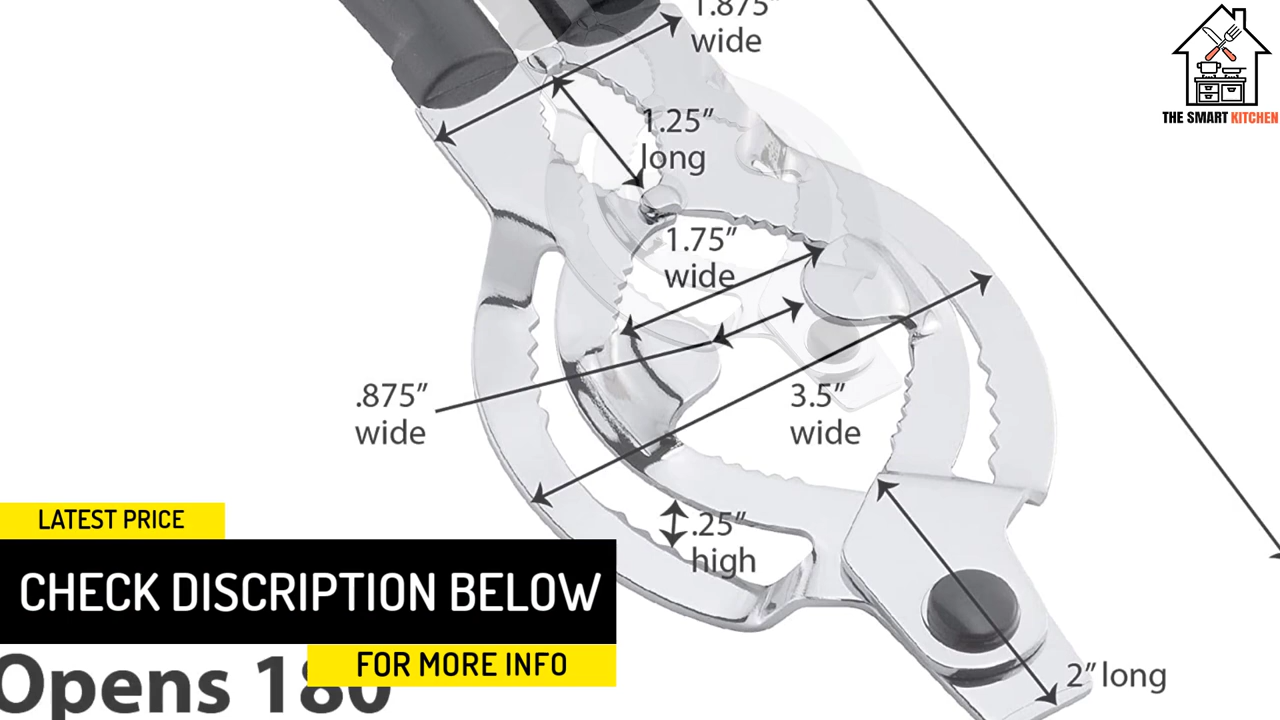 1.875”
wide
THE SMART KITCHEN
1.25”
long
1.75”
wide
.875”
wide
3.5”
wide
LATEST PRICE
.25”
high
CHECK DISCRIPTION BELOW
FOR MORE INFO
Opens 180
2” long